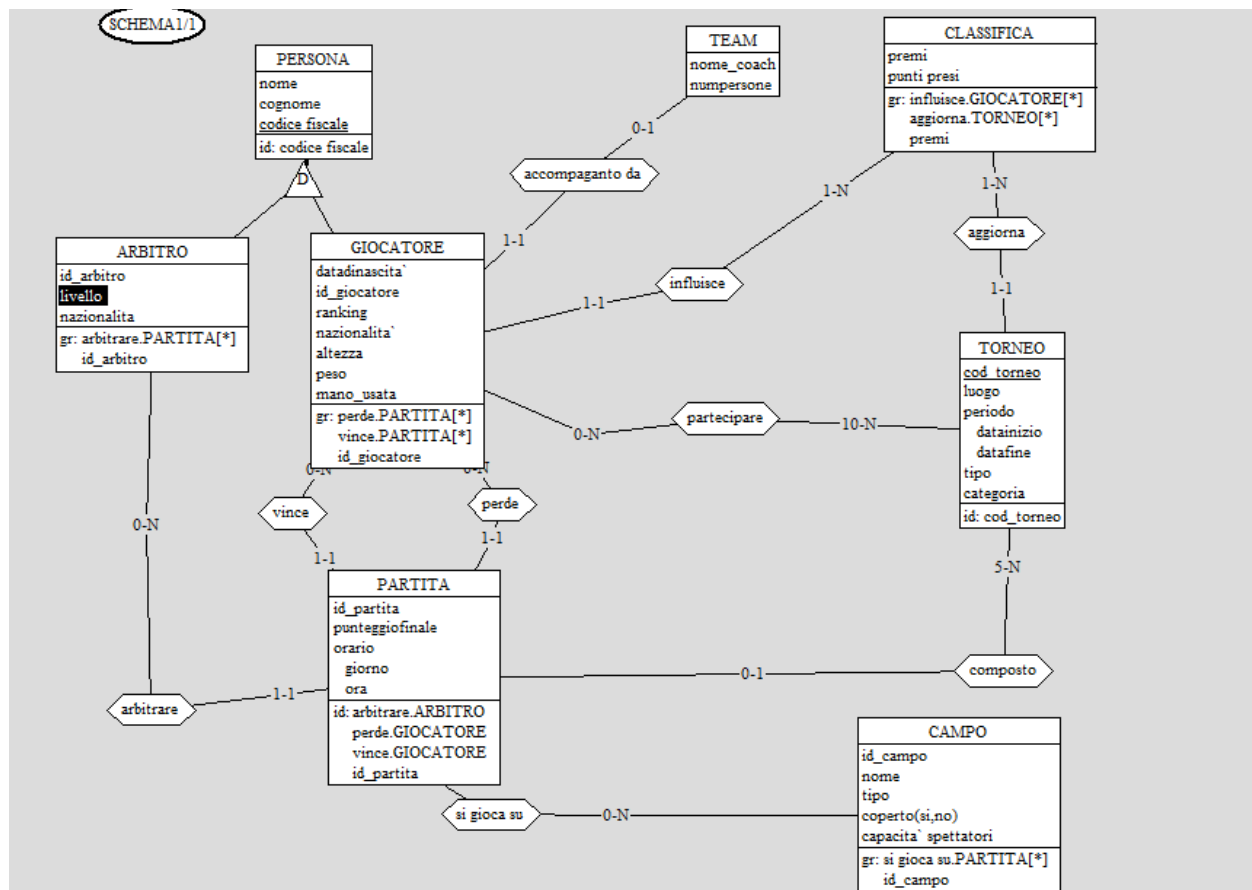 SCHEMA1/1
PERSONA
nome
cognome
codice fiscale
id: codice fiscale
D
TEAM
nome_coach
numpersone
CLASSIFICA
premi
punti presi
gr: influisce.GIOCATORE[*]
aggiorna.TORNEO[*]
premi
0-1
accompaganto da
1-1
1-N
influisce
1-1
1-N
aggiorna
1-1
ARBITRO
id_arbitro
livello
nazionalita
gr: arbitrare.PARTITA[*]
id_arbitro
GIOCATORE
datadinascita`
id_giocatore
ranking
nazionalita`
altezza
peso
mano_usata
gr: perde.PARTITA[*]
vince.PARTITA[*]
id_giocatore
TORNEO
cod_torneo
luogo
periodo
datainizio
datafine
tipo
categoria
id: cod_torneo
0-N
partecipare
10-N
0-N
vince
1-1
0-N
perde
1-1
0-N
arbitrare
1-1
PARTITA
id_partita
punteggiofinale
orario
giorno
ora
id: arbitrare.ARBITRO
perde.GIOCATORE
vince.GIOCATORE
id_partita
5-N
composto
0-1
si gioca su
0-N
CAMPO
id_campo
nome
tipo
coperto(si,no)
capacita` spettatori
gr: si gioca su.PARTITA[*]
id_campo